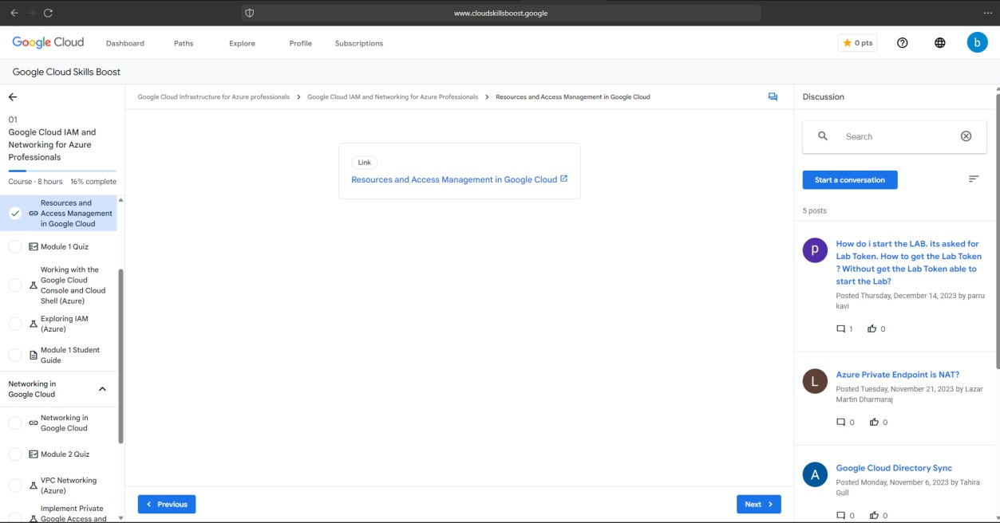 www.cloudskillsboost.google
Google Cloud
Dashboard
Paths
Explore
Profile
Subscriptions
0 pts
b
Google Cloud Skills Boost
01
Google Cloud IAM and
Networking for Azure
Professionals
Course · 8 hours 16% complete
Resources and
Access Management
in Google Cloud
Module 1 Quiz
Working with the
Google Cloud
Console and Cloud
Shell (Azure)
Exploring IAM
(Azure)
Module 1 Student
Guide
Networking in
Google Cloud
Networking in
Google Cloud
Module 2 Quiz
VPC Networking
(Azure)
Implement Private
Google Access and
Google Cloud Infrastructure for Azure professionals > Google Cloud IAM and Networking for Azure Professionals > Resources and Access Management in Google Cloud
Link
Resources and Access Management in Google Cloud
Previous
Next
Discussion
Search
Start a conversation
5 posts
p
How do i start the LAB. its asked for
Lab Token. How to get the Lab Token
? Without get the Lab Token able to
start the Lab?
Posted Thursday, December 14, 2023 by parru
kavi
1 0
L
Azure Private Endpoint is NAT?
Posted Tuesday, November 21, 2023 by Lazar
Martin Dharmaraj
0 0
A
Google Cloud Directory Sync
Posted Monday, November 6, 2023 by Tahira
Gull
0 0